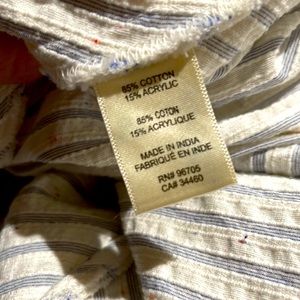 85% COTTON
15% ACRYLIC
85% COTON
15% ACRYLIQUE
MADE IN INDIA
FABRIQUÉ EN INDE
RN# 96705
CA# 34460